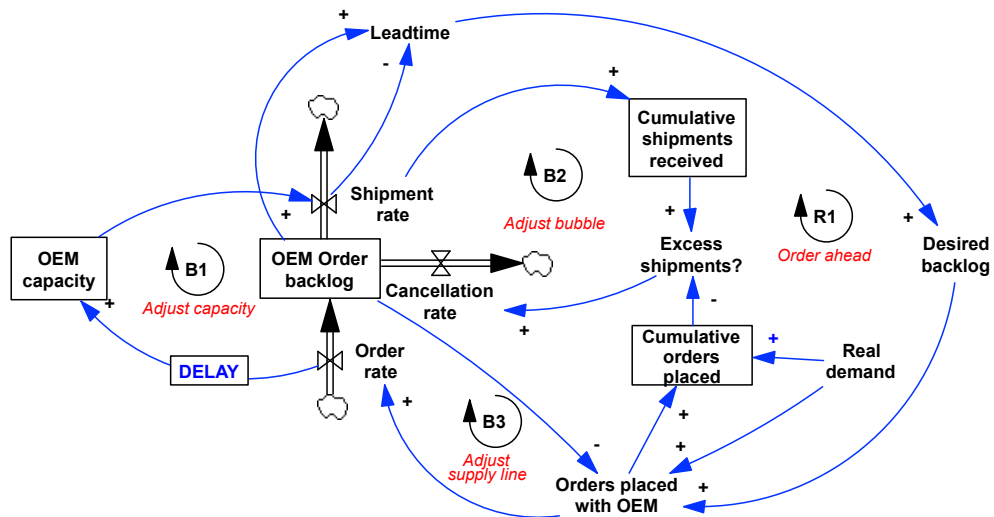 +
Leadtime
-
+
Cumulative
shipments
received
B2
Shipment
rate
+
+
R1
Adjust bubble
+
OEM
capacity
B1
OEM Order
backlog
Excess
shipments?
Order ahead
Desired
backlog
Cancellation
rate
+
Adjust capacity
-
+
DELAY
Order
rate
Cumulative
orders
placed
+
Real
demand
+
B3
+
+
Adjust
supply line
-
Orders placed
with OEM
+